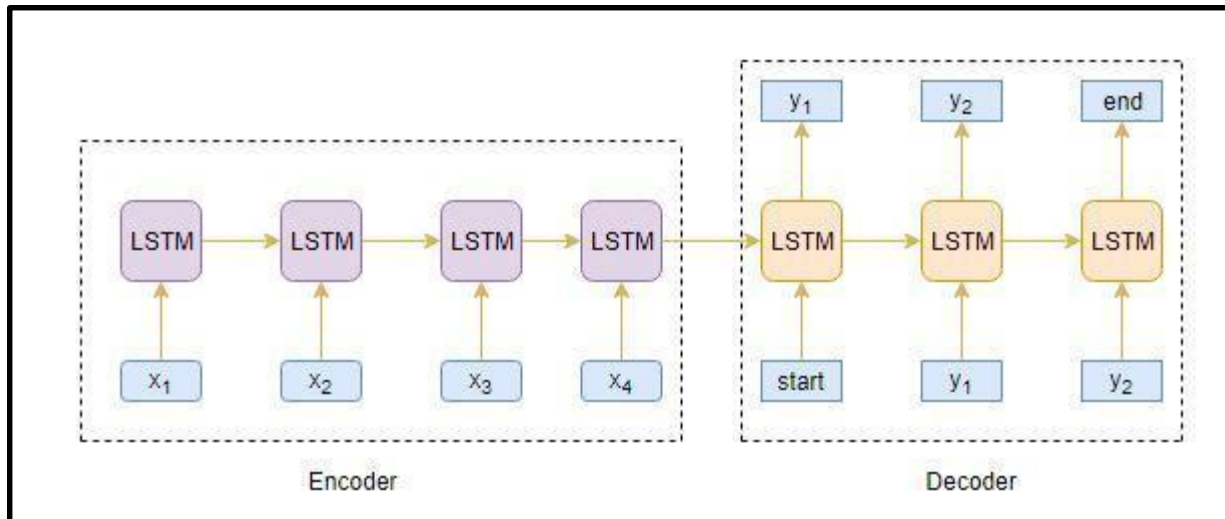 y₁ y₂ end
LSTM LSTM LSTM LSTM LSTM LSTM LSTM
x₁ x₂ x₃ x₄ start y₁ y₂
Encoder Decoder